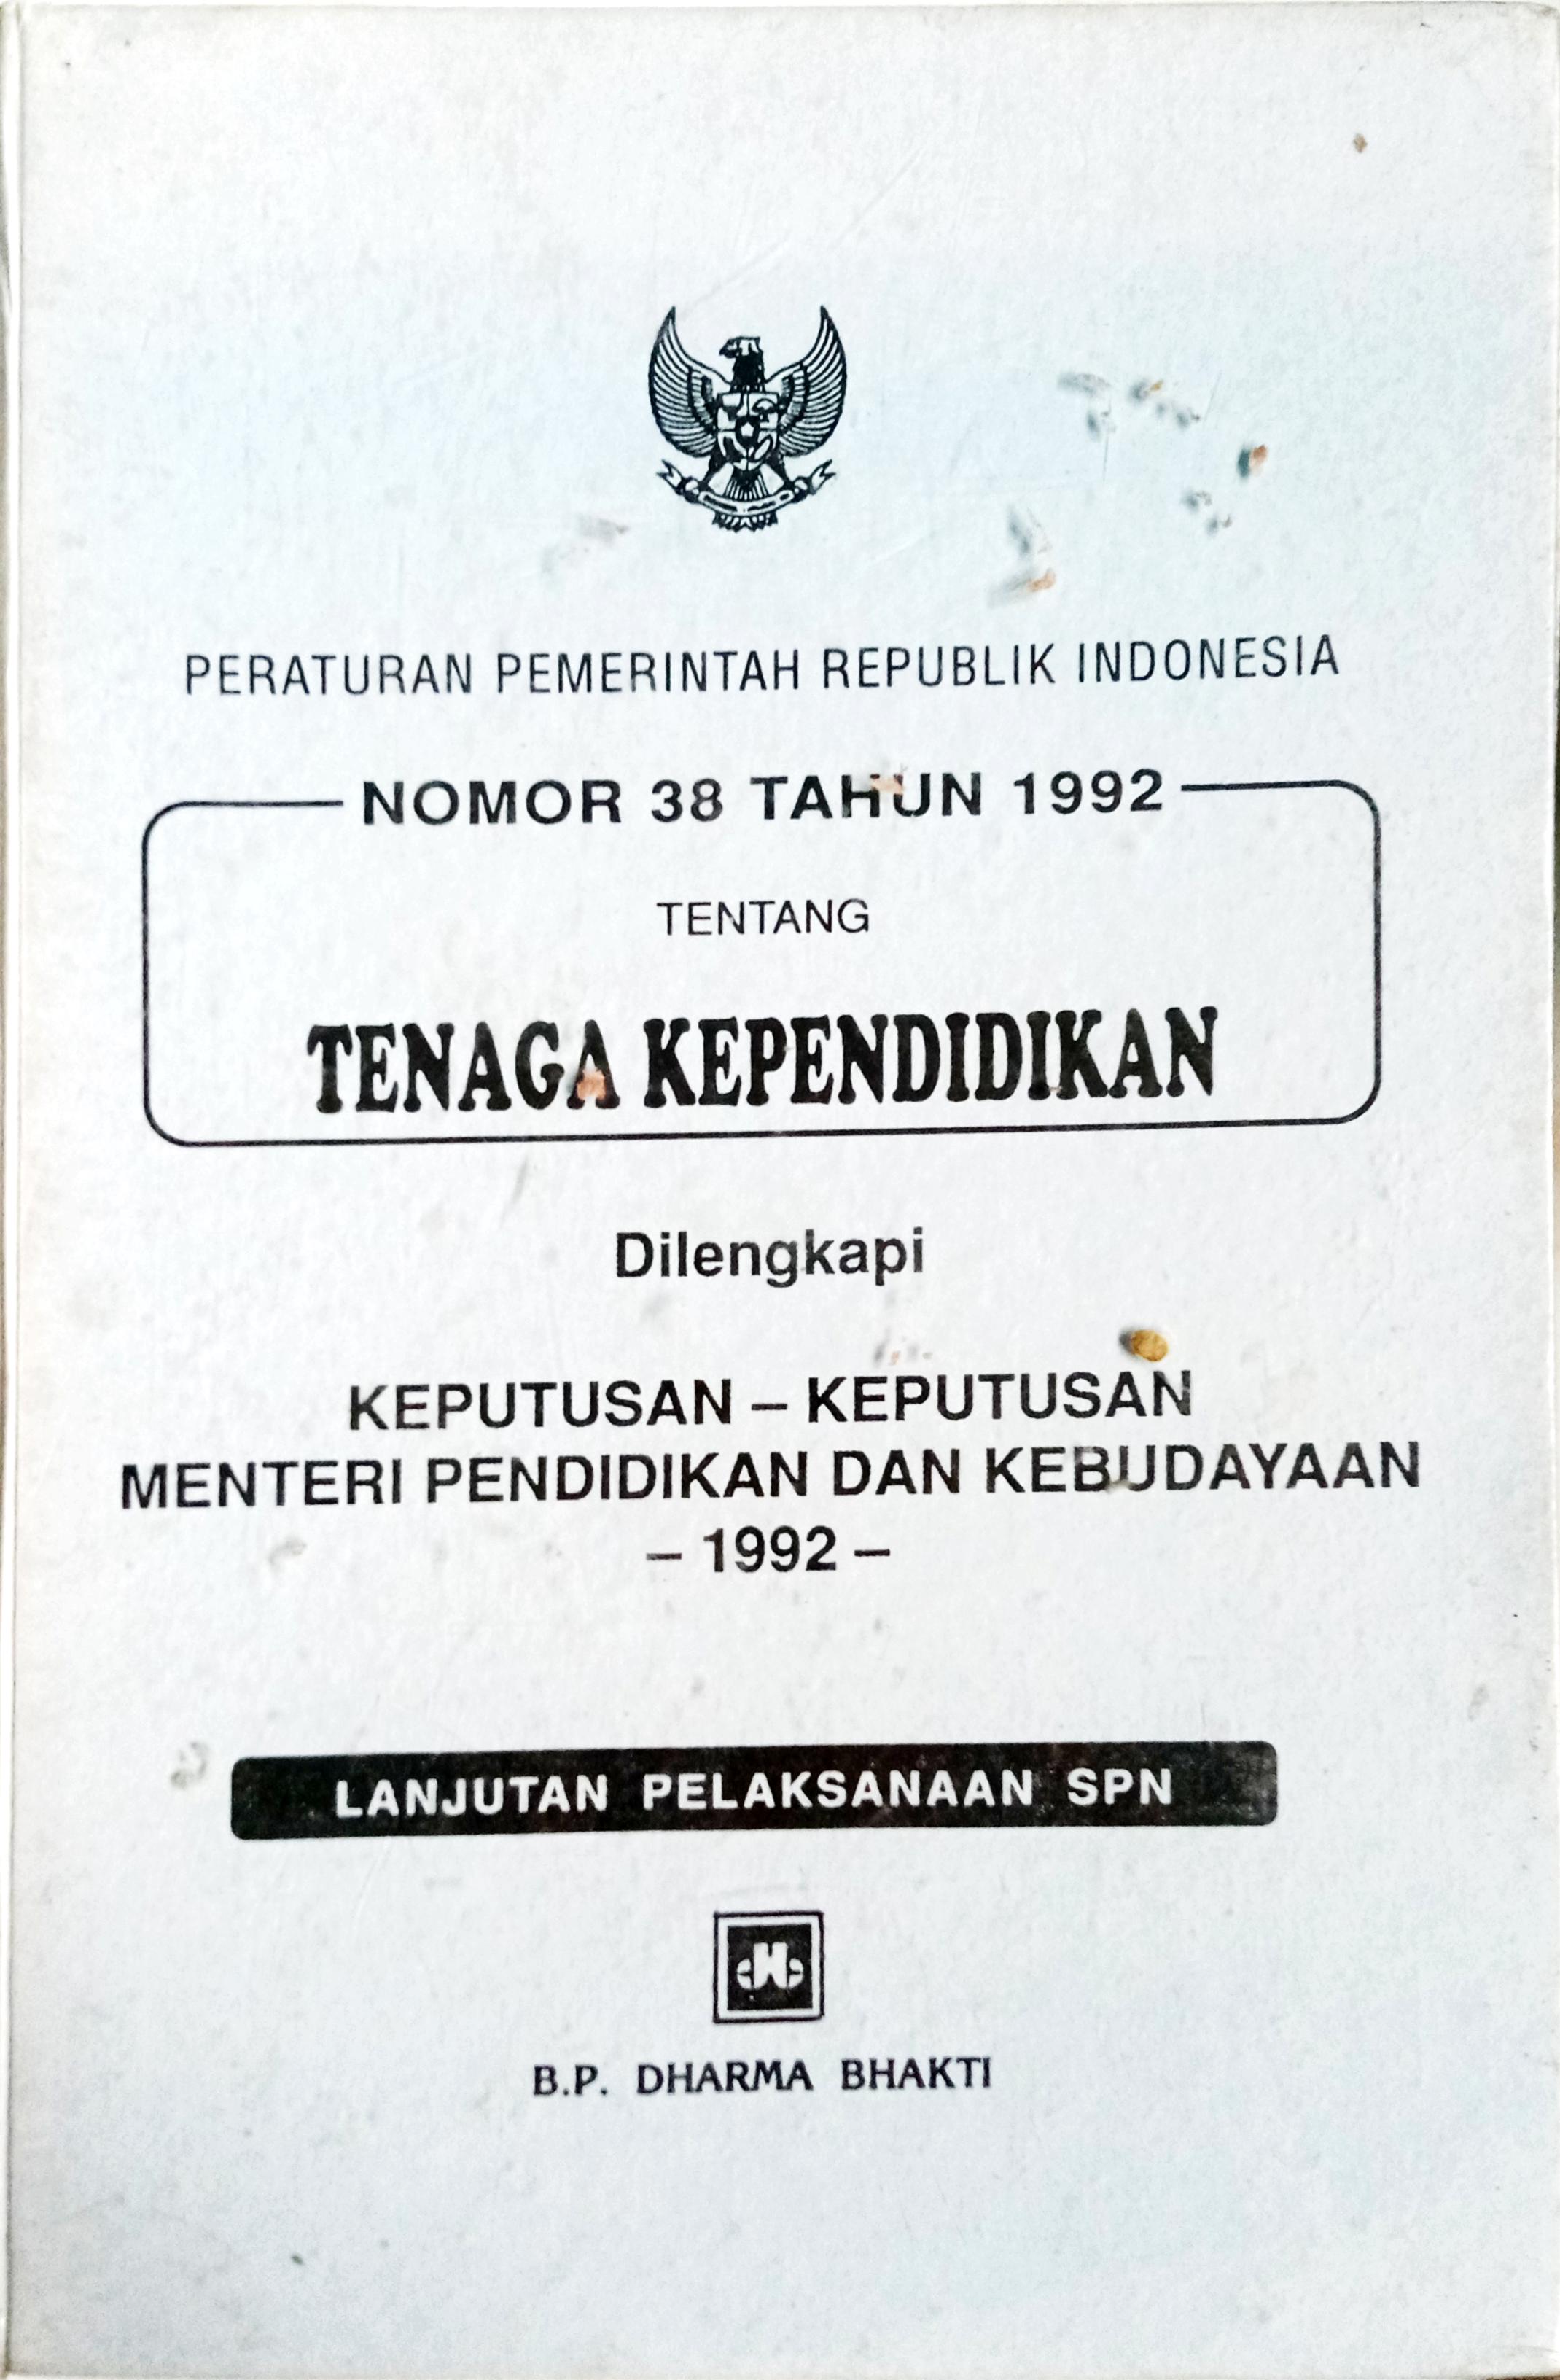 PERATURAN PEMERINTAH REPUBLIK INDONESIA
NOMOR 38 TAHUN 1992
TENTANG
TENAGA KEPENDIDIKAN
Dilengkapi
KEPUTUSAN – KEPUTUSAN
MENTERI PENDIDIKAN DAN KEBUDAYAAN
– 1992 –
LANJUTAN PELAKSANAAN SPN
B.P. DHARMA BHAKTI